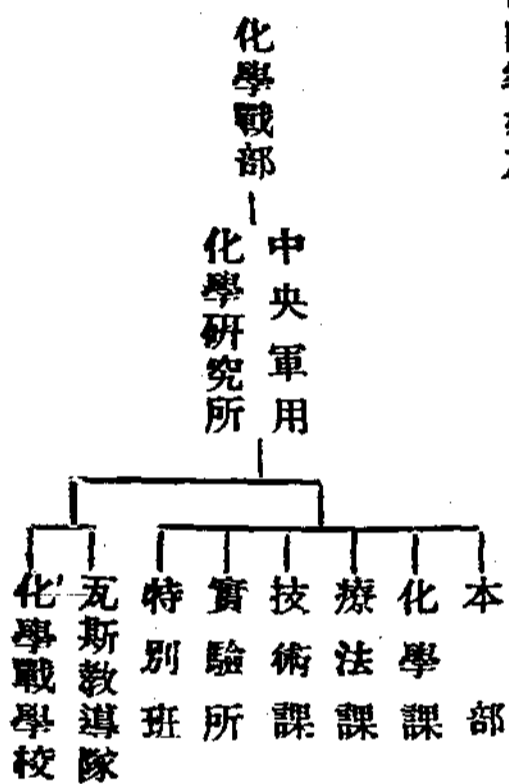 化學戰部
中央軍用
化學研究所
本部
化學課
療法課
技術課
實驗所
特別班
瓦斯教導隊
化學戰學校